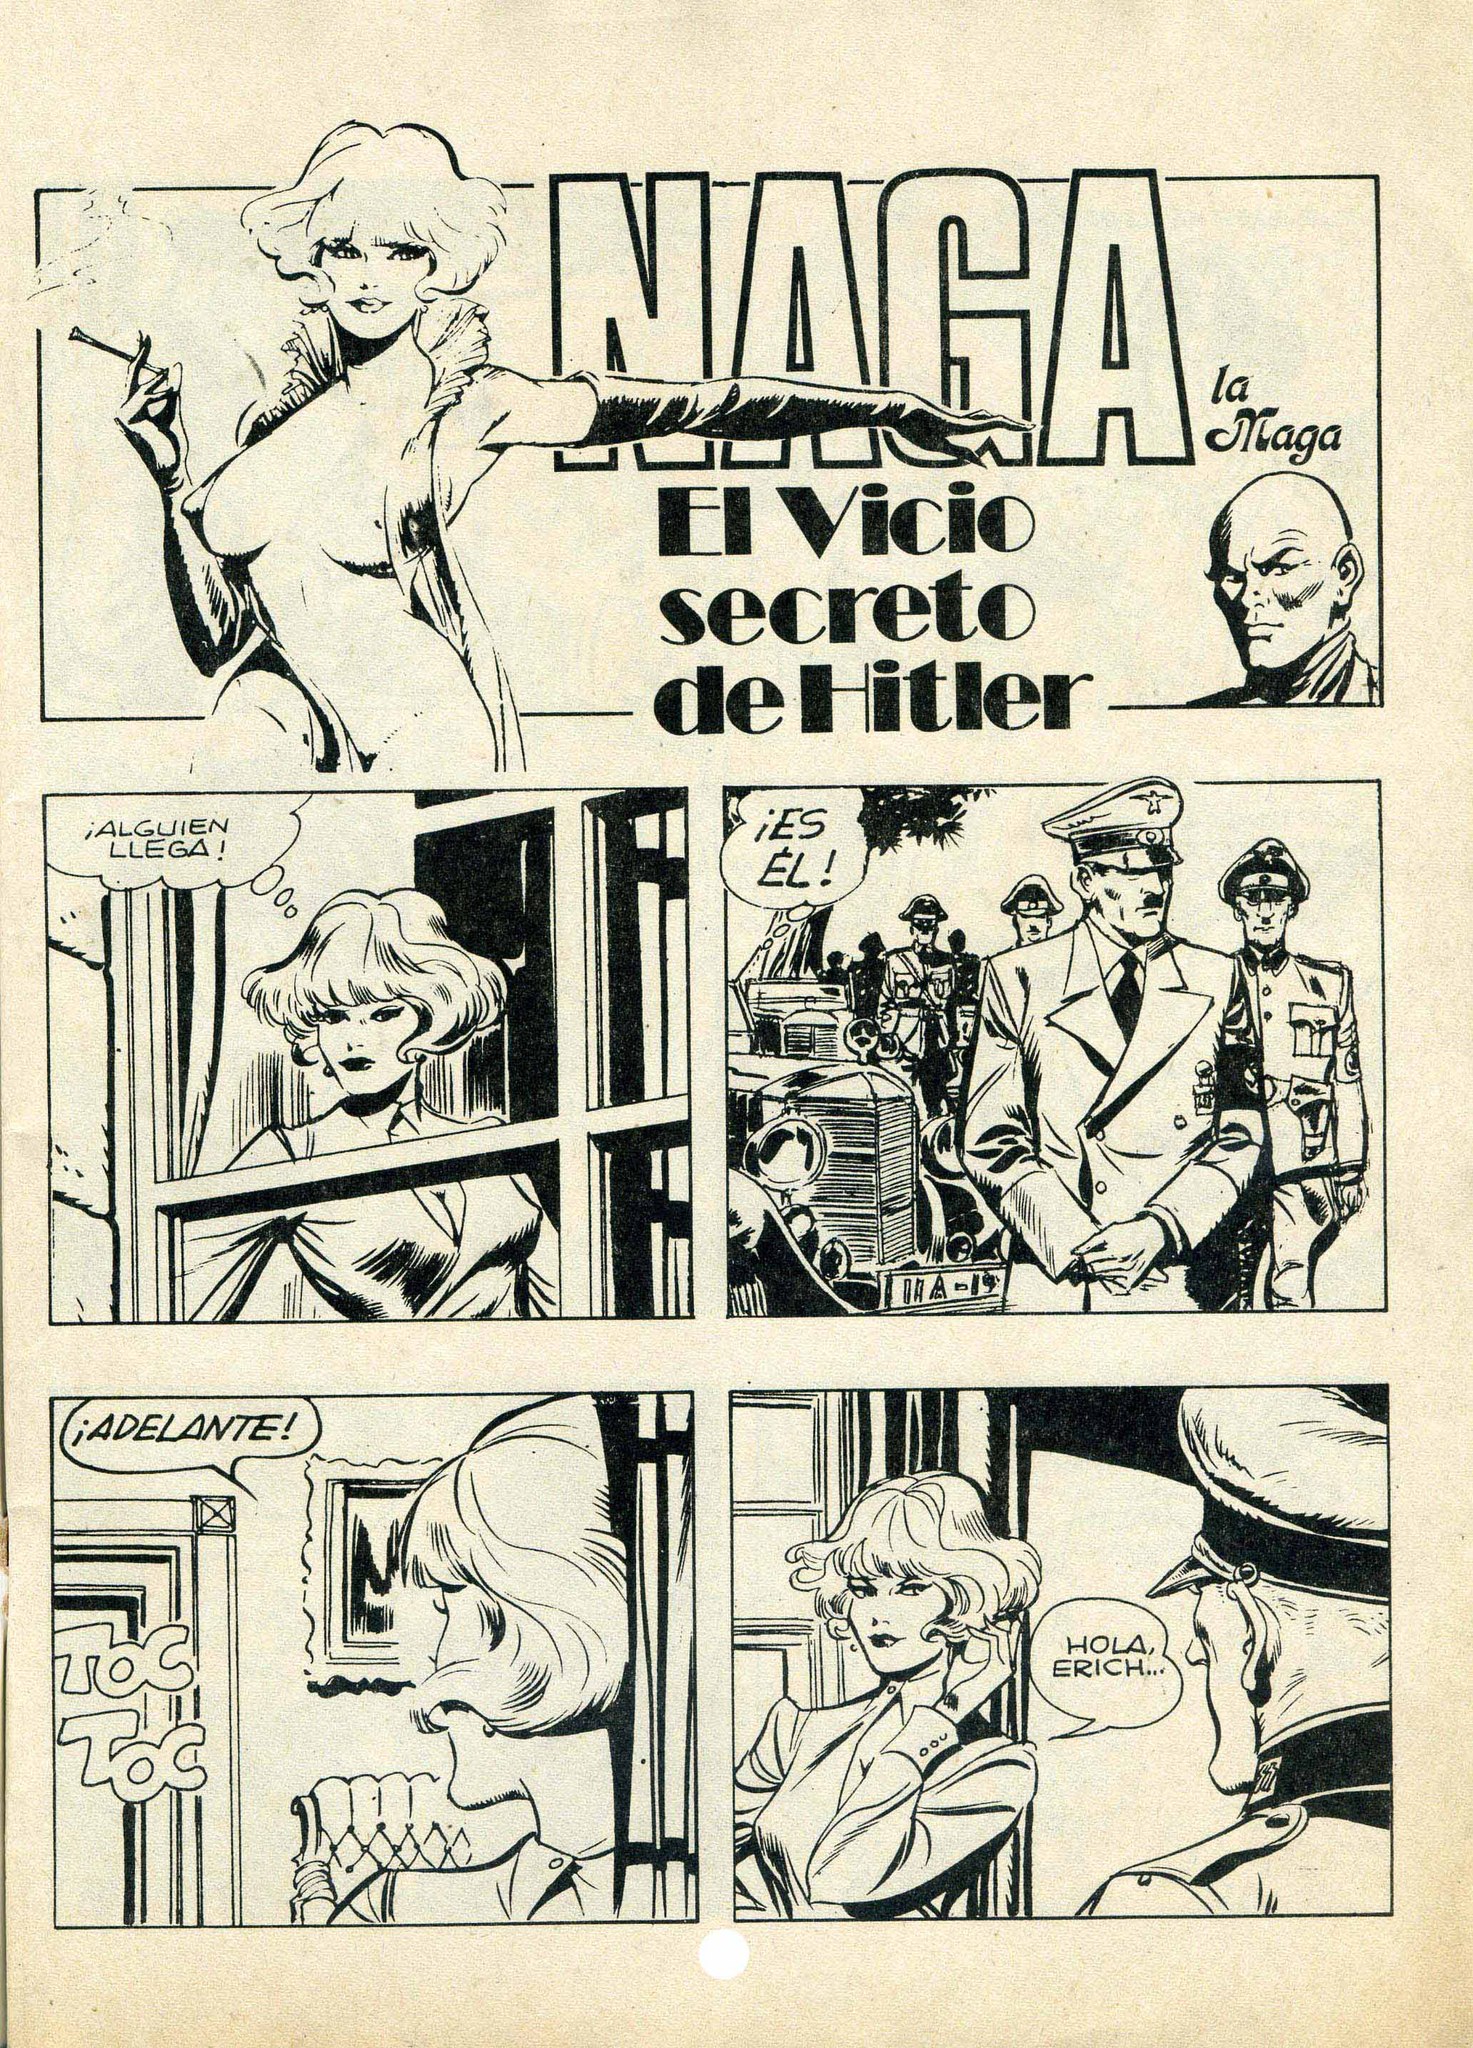 NAGA
la
Maga
El Vicio
secreto
de Hitler
¡ALGUIEN
LLEGA!
¡ES
ÉL!
IIA-19
¡ADELANTE!
TOC
TOC
HOLA,
ERICH...